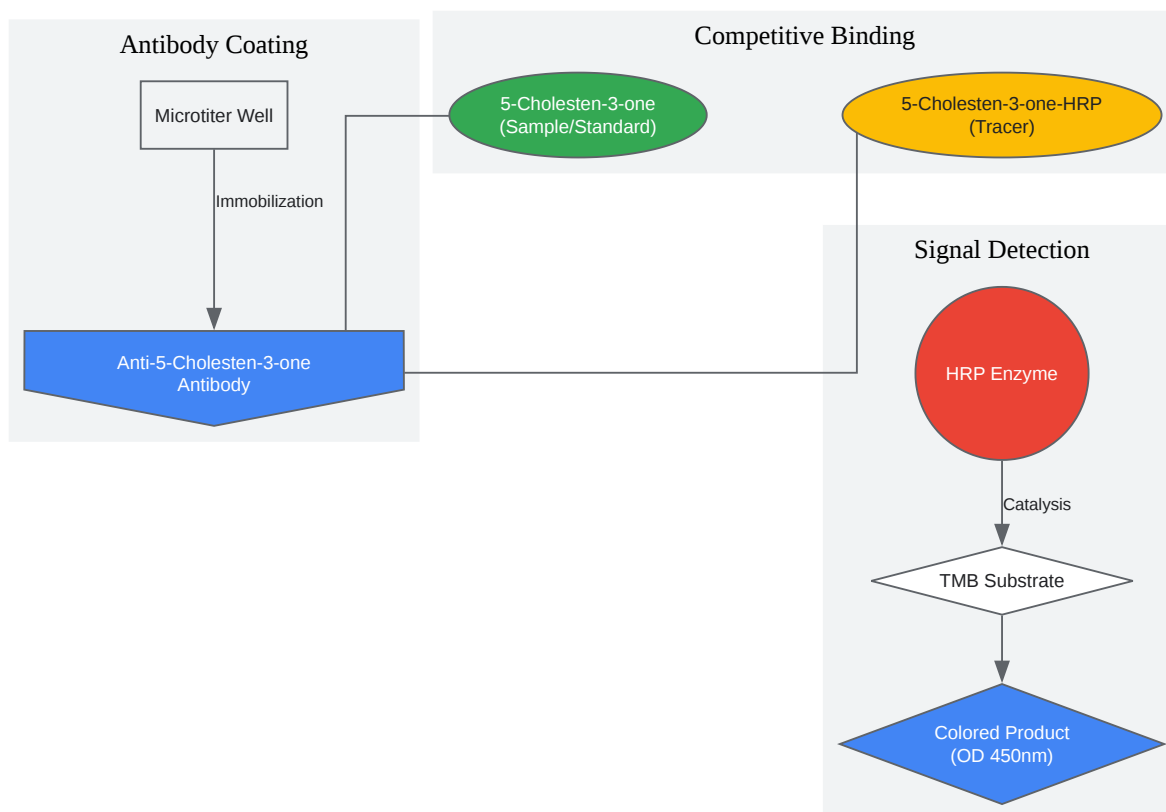 Antibody Coating
Microtiter Well
Immobilization
Anti-5-Cholesten-3-one
Antibody
Competitive Binding
5-Cholesten-3-one
(Sample/Standard)
5-Cholesten-3-one-HRP
(Tracer)
Signal Detection
HRP Enzyme
Catalysis
TMB Substrate
Colored Product
(OD 450nm)